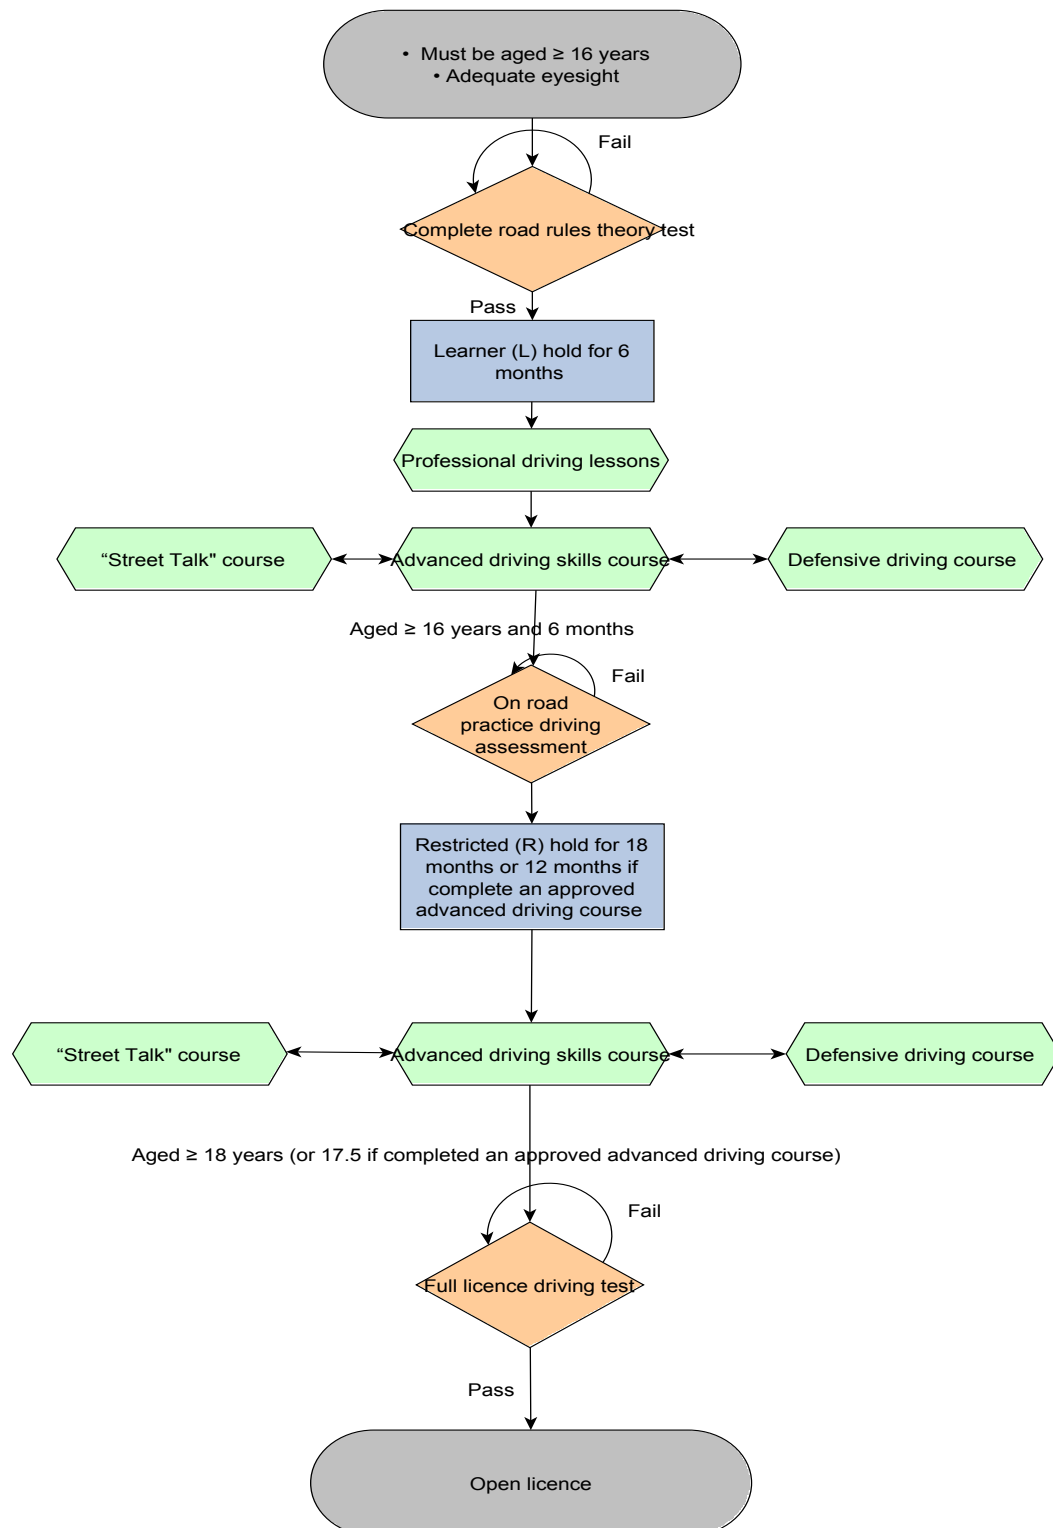 • Must be aged ≥ 16 years
• Adequate eyesight
Fail
Complete road rules theory test
Pass
Learner (L) hold for 6
months
Professional driving lessons
“Street Talk" course
Advanced driving skills course
Defensive driving course
Aged ≥ 16 years and 6 months
Fail
On road
practice driving
assessment
Restricted (R) hold for 18
months or 12 months if
complete an approved
advanced driving course
“Street Talk" course
Advanced driving skills course
Defensive driving course
Aged ≥ 18 years (or 17.5 if completed an approved advanced driving course)
Fail
Full licence driving test
Pass
Open licence